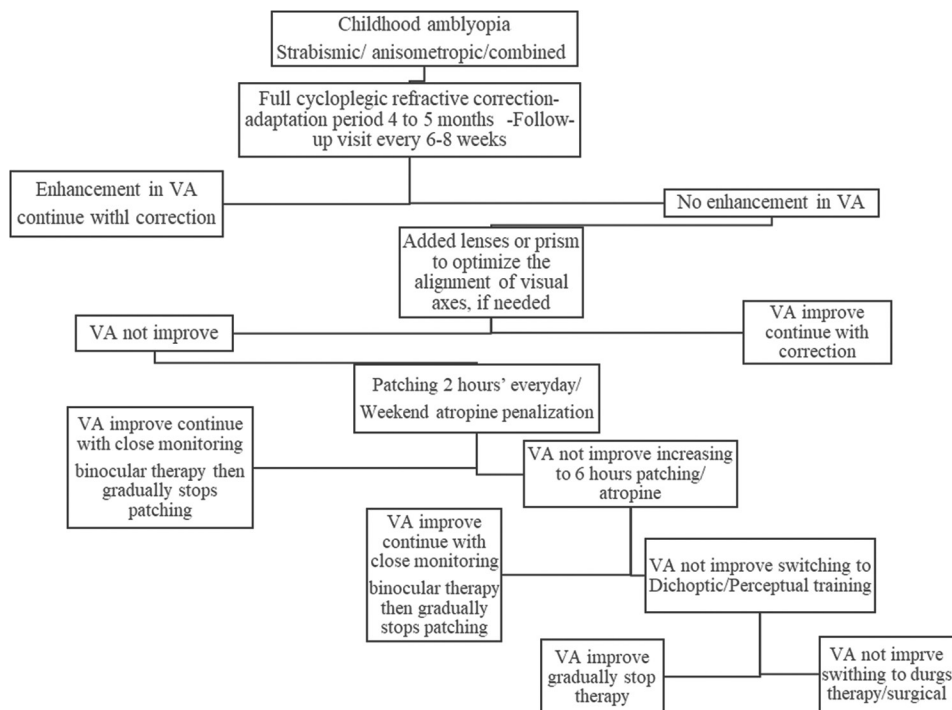 Childhood amblyopia
Strabismic/ anisometropic/combined
Full cycloplegic refractive correction-
adaptation period 4 to 5 months -Follow-
up visit every 6-8 weeks
Enhancement in VA
continue withl correction
No enhancement in VA
Added lenses or prism
to optimize the
alignment of visual
axes, if needed
VA not improve
VA improve
continue with
correction
Patching 2 hours’ everyday/
Weekend atropine penalization
VA improve continue
with close monitoring
binocular therapy then
gradually stops
patching
VA not improve increasing
to 6 hours patching/
atropine
VA improve
continue with
close monitoring
binocular therapy
then gradually
stops patching
VA not improve switching to
Dichoptic/Perceptual training
VA improve
gradually stop
therapy
VA not imprve
swithing to durgs
therapy/surgical